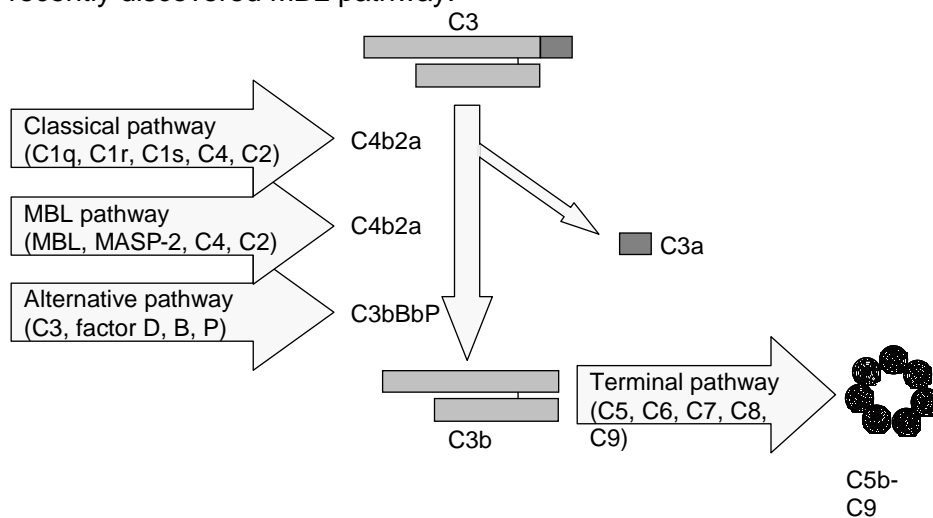 recently discovered MBL pathway.
C3
Classical pathway
(C1q, C1r, C1s, C4, C2)
C4b2a
MBL pathway
(MBL, MASP-2, C4, C2)
C4b2a
C3a
Alternative pathway
(C3, factor D, B, P)
C3bBbP
Terminal pathway
(C5, C6, C7, C8,
C9)
C3b
C5b-
C9